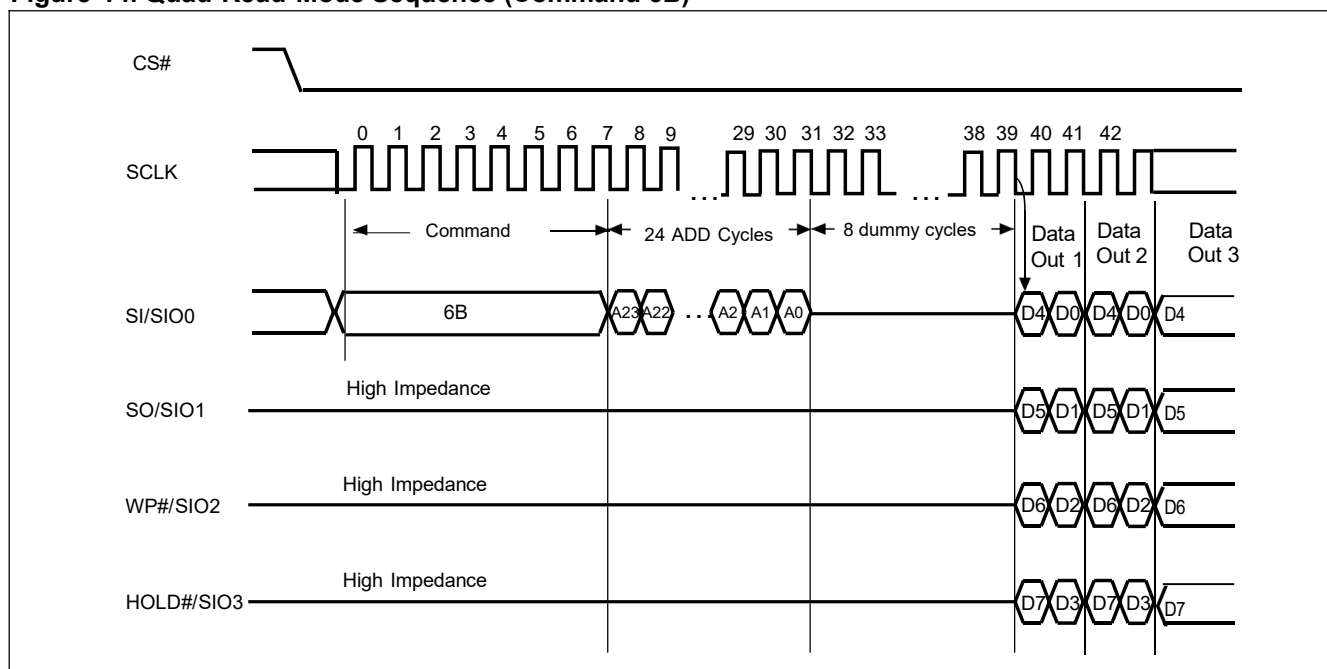 CS#
0 1 2 3 4 5 6 7 8 9 29 30 31 32 33 38 39 40 41 42
SCLK
... ...
Command 24 ADD Cycles 8 dummy cycles Data Out 1 Data Out 2 Data Out 3
SI/SIO0 6B A23 A22 ... A2 A1 A0 D4 D0 D4 D0 D4
High Impedance
SO/SIO1 D5 D1 D5 D1 D5
High Impedance
WP#/SIO2 D6 D2 D6 D2 D6
High Impedance
HOLD#/SIO3 D7 D3 D7 D3 D7